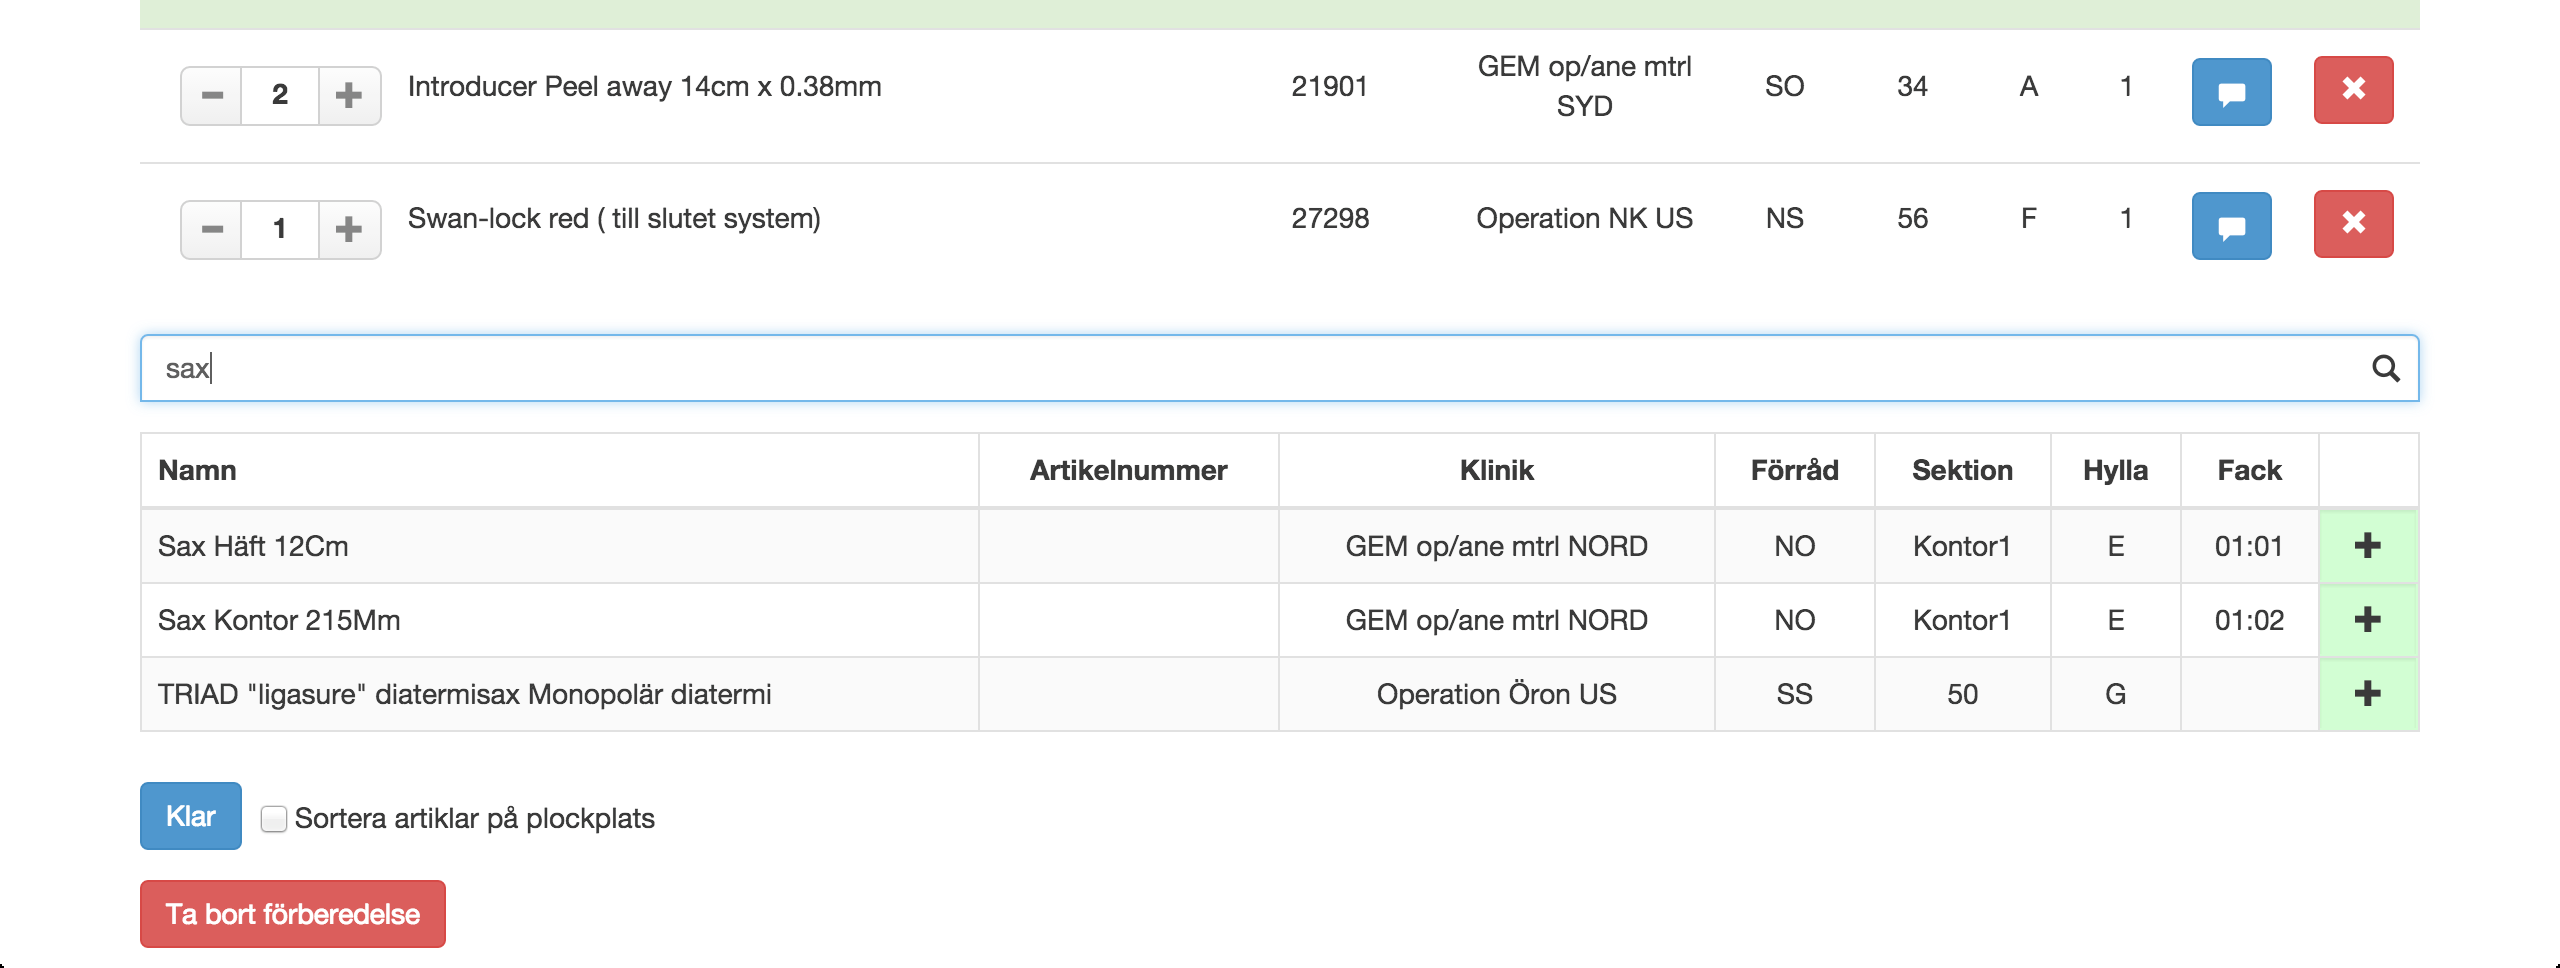 2 Introducer Peel away 14cm x 0.38mm 21901 GEM op/ane mtrl SYD SO 34 A 1
1 Swan-lock red ( till slutet system) 27298 Operation NK US NS 56 F 1
sax
Namn Artikelnummer Klinik Förråd Sektion Hylla Fack
Sax Häft 12Cm GEM op/ane mtrl NORD NO Kontor1 E 01:01
Sax Kontor 215Mm GEM op/ane mtrl NORD NO Kontor1 E 01:02
TRIAD "ligasure" diatermisax Monopolär diatermi Operation Öron US SS 50 G
Klar Sortera artiklar på plockplats
Ta bort förberedelse